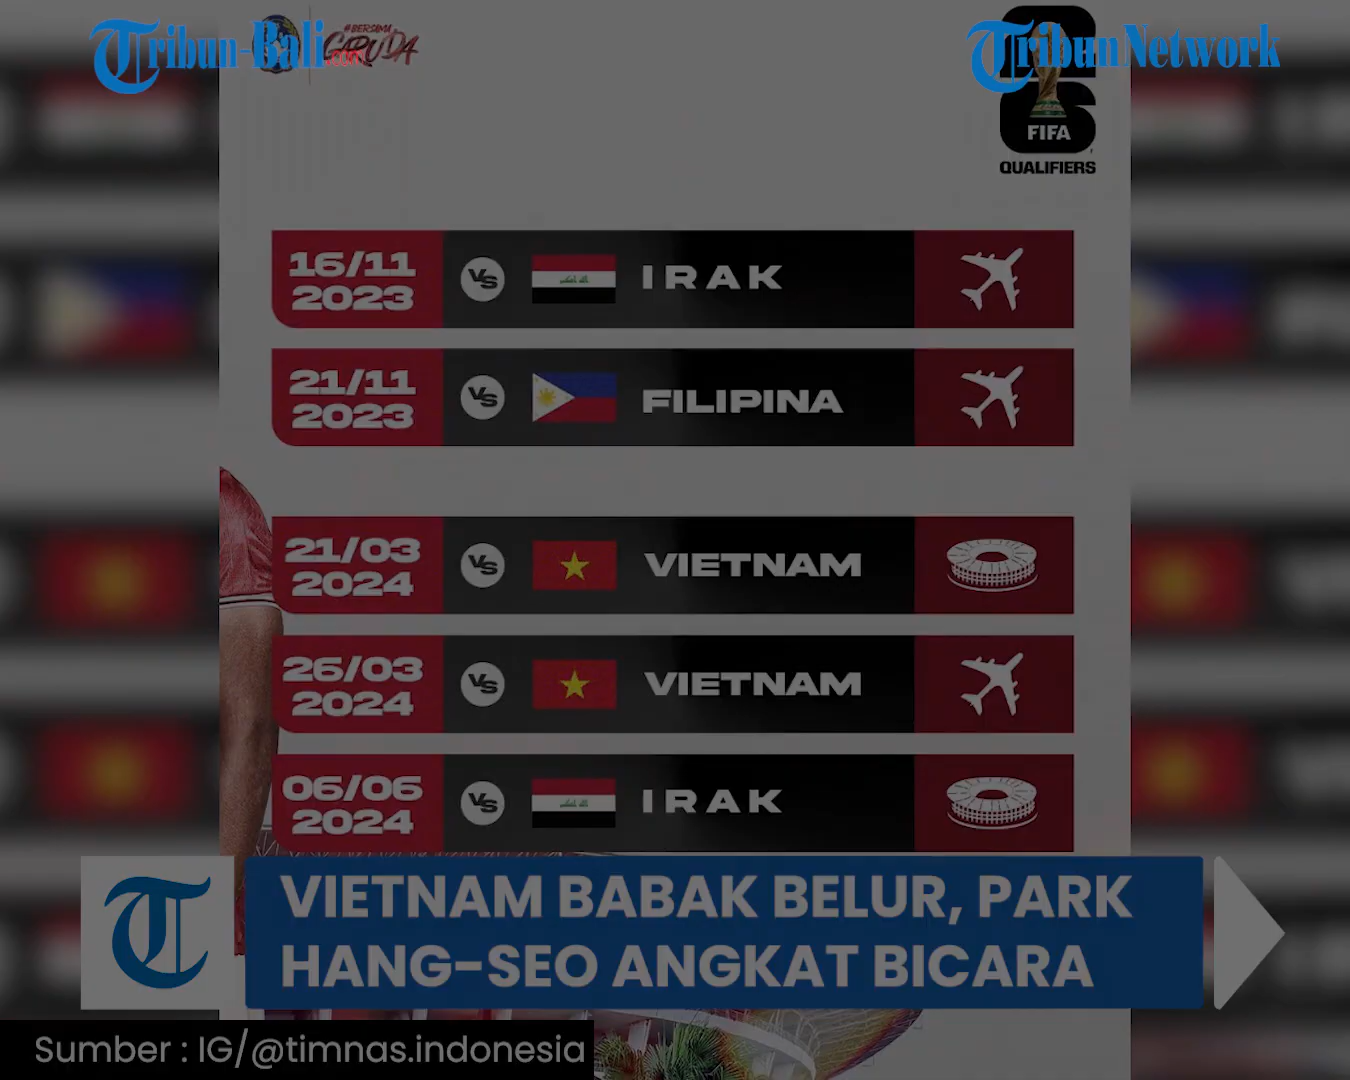 Tribun-Bali.com
#BERSAMA
GARUDA
TribunNetwork
FIFA
QUALIFIERS
16/11
2023
VS
IRAK
21/11
2023
VS
FILIPINA
21/03
2024
VS
VIETNAM
26/03
2024
VS
VIETNAM
06/06
2024
VS
IRAK
T
VIETNAM BABAK BELUR, PARK
HANG-SEO ANGKAT BICARA
Sumber : IG/@timnas.indonesia